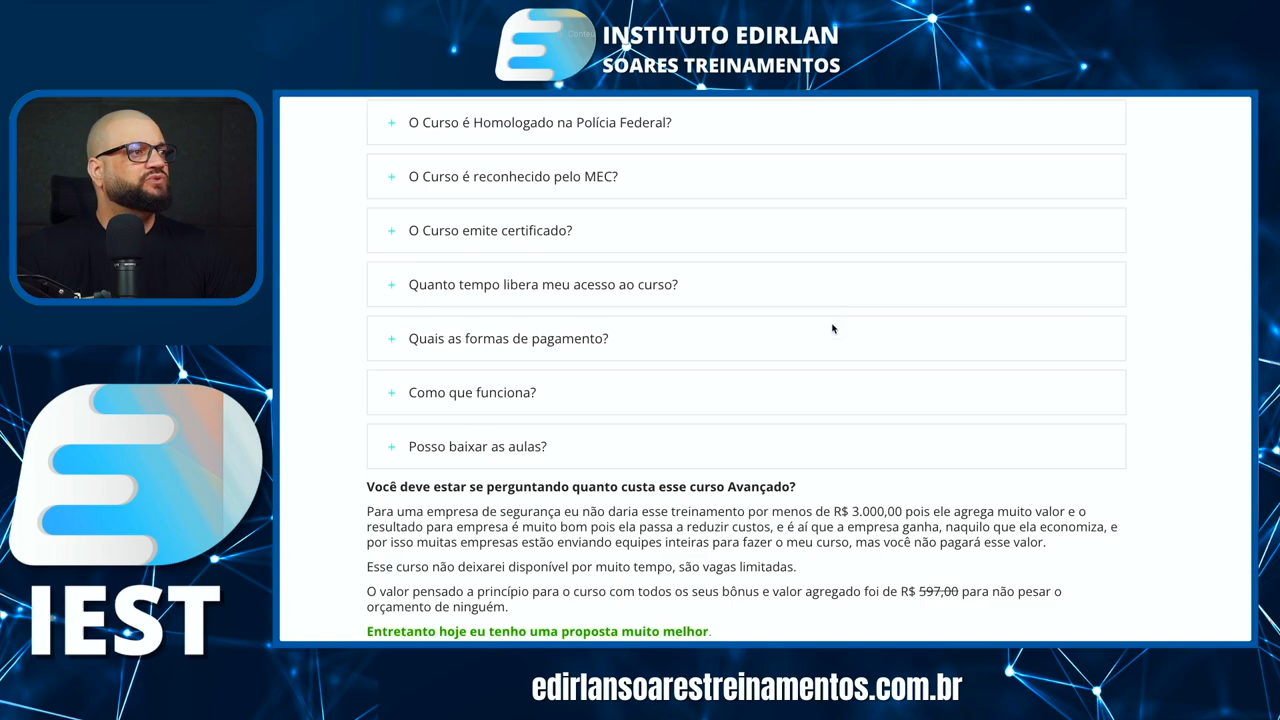 INSTITUTO EDIRLAN
SOARES TREINAMENTOS
+ O Curso é Homologado na Polícia Federal?
+ O Curso é reconhecido pelo MEC?
+ O Curso emite certificado?
+ Quanto tempo libera meu acesso ao curso?
+ Quais as formas de pagamento?
+ Como que funciona?
+ Posso baixar as aulas?
Você deve estar se perguntando quanto custa esse curso Avançado?
Para uma empresa de segurança eu não daria esse treinamento por menos de R$ 3.000,00 pois ele agrega muito valor e o
resultado para empresa é muito bom pois ela passa a reduzir custos, e é aí que a empresa ganha, naquilo que ela economiza, e
por isso muitas empresas estão enviando equipes inteiras para fazer o meu curso, mas você não pagará esse valor.
Esse curso não deixarei disponível por muito tempo, são vagas limitadas.
O valor pensado a princípio para o curso com todos os seus bônus e valor agregado foi de R$ 597,00 para não pesar o
orçamento de ninguém.
Entretanto hoje eu tenho uma proposta muito melhor.
IEST
edirlansoarestreinamentos.com.br